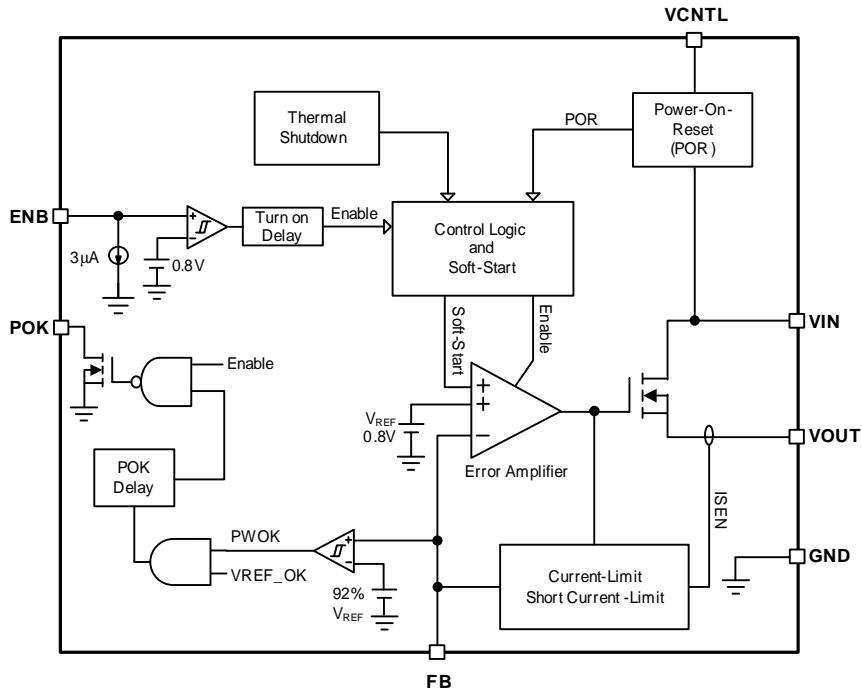 VCNTL
Thermal
Shutdown
POR
Power-On-
Reset
(POR)
ENB
Turn on
Delay
Enable
Control Logic
and
Soft-Start
3µA
0.8V
POK
Enable
Soft-Start
Enable
VIN
VREF
0.8V
VOUT
Error Amplifier
POK
Delay
ISEN
PWOK
VREF_OK
92%
VREF
Current-Limit
Short Current-Limit
GND
FB